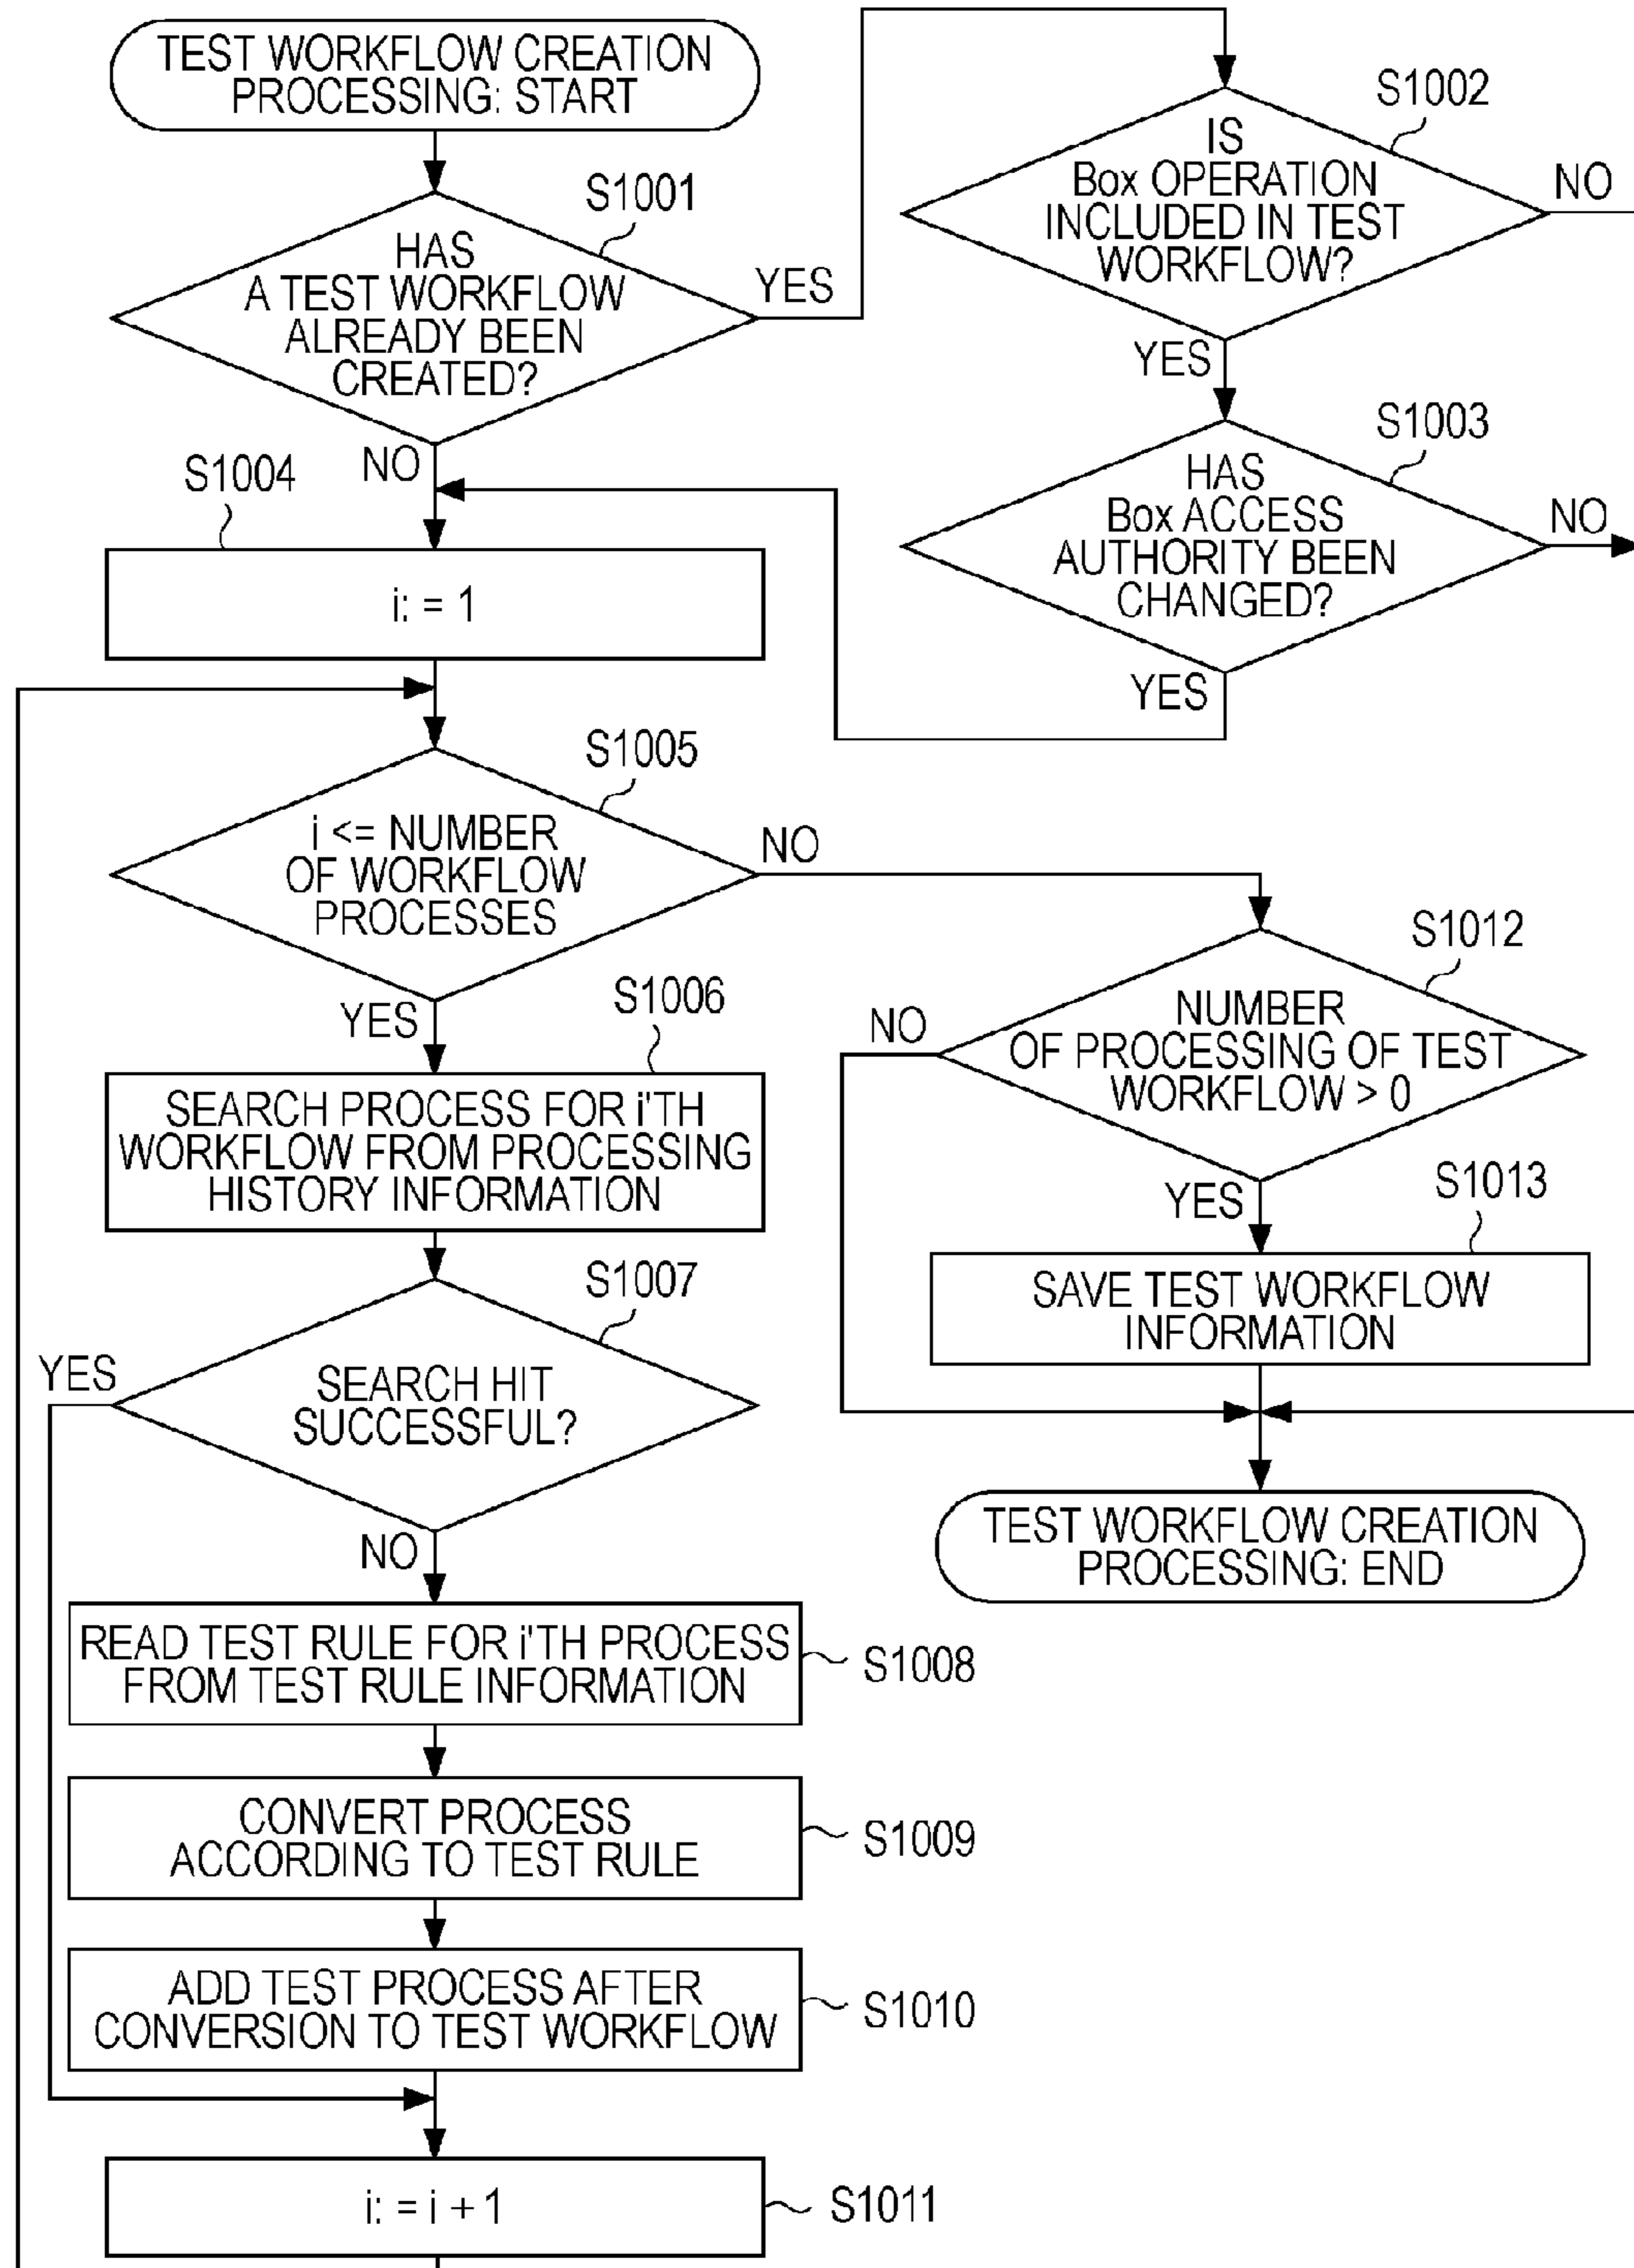 TEST WORKFLOW CREATION
PROCESSING: START
S1001
HAS
A TEST WORKFLOW
ALREADY BEEN
CREATED?
YES
NO
S1002
IS
Box OPERATION
INCLUDED IN TEST
WORKFLOW?
NO
YES
S1003
HAS
Box ACCESS
AUTHORITY BEEN
CHANGED?
NO
YES
S1004
i: = 1
S1005
i <= NUMBER
OF WORKFLOW
PROCESSES
NO
YES
S1006
SEARCH PROCESS FOR i'TH
WORKFLOW FROM PROCESSING
HISTORY INFORMATION
S1007
SEARCH HIT
SUCCESSFUL?
YES
NO
READ TEST RULE FOR i'TH PROCESS
FROM TEST RULE INFORMATION
S1008
CONVERT PROCESS
ACCORDING TO TEST RULE
S1009
ADD TEST PROCESS AFTER
CONVERSION TO TEST WORKFLOW
S1010
i: = i + 1
S1011
S1012
NUMBER
OF PROCESSING OF TEST
WORKFLOW > 0
NO
YES
S1013
SAVE TEST WORKFLOW
INFORMATION
TEST WORKFLOW CREATION
PROCESSING: END